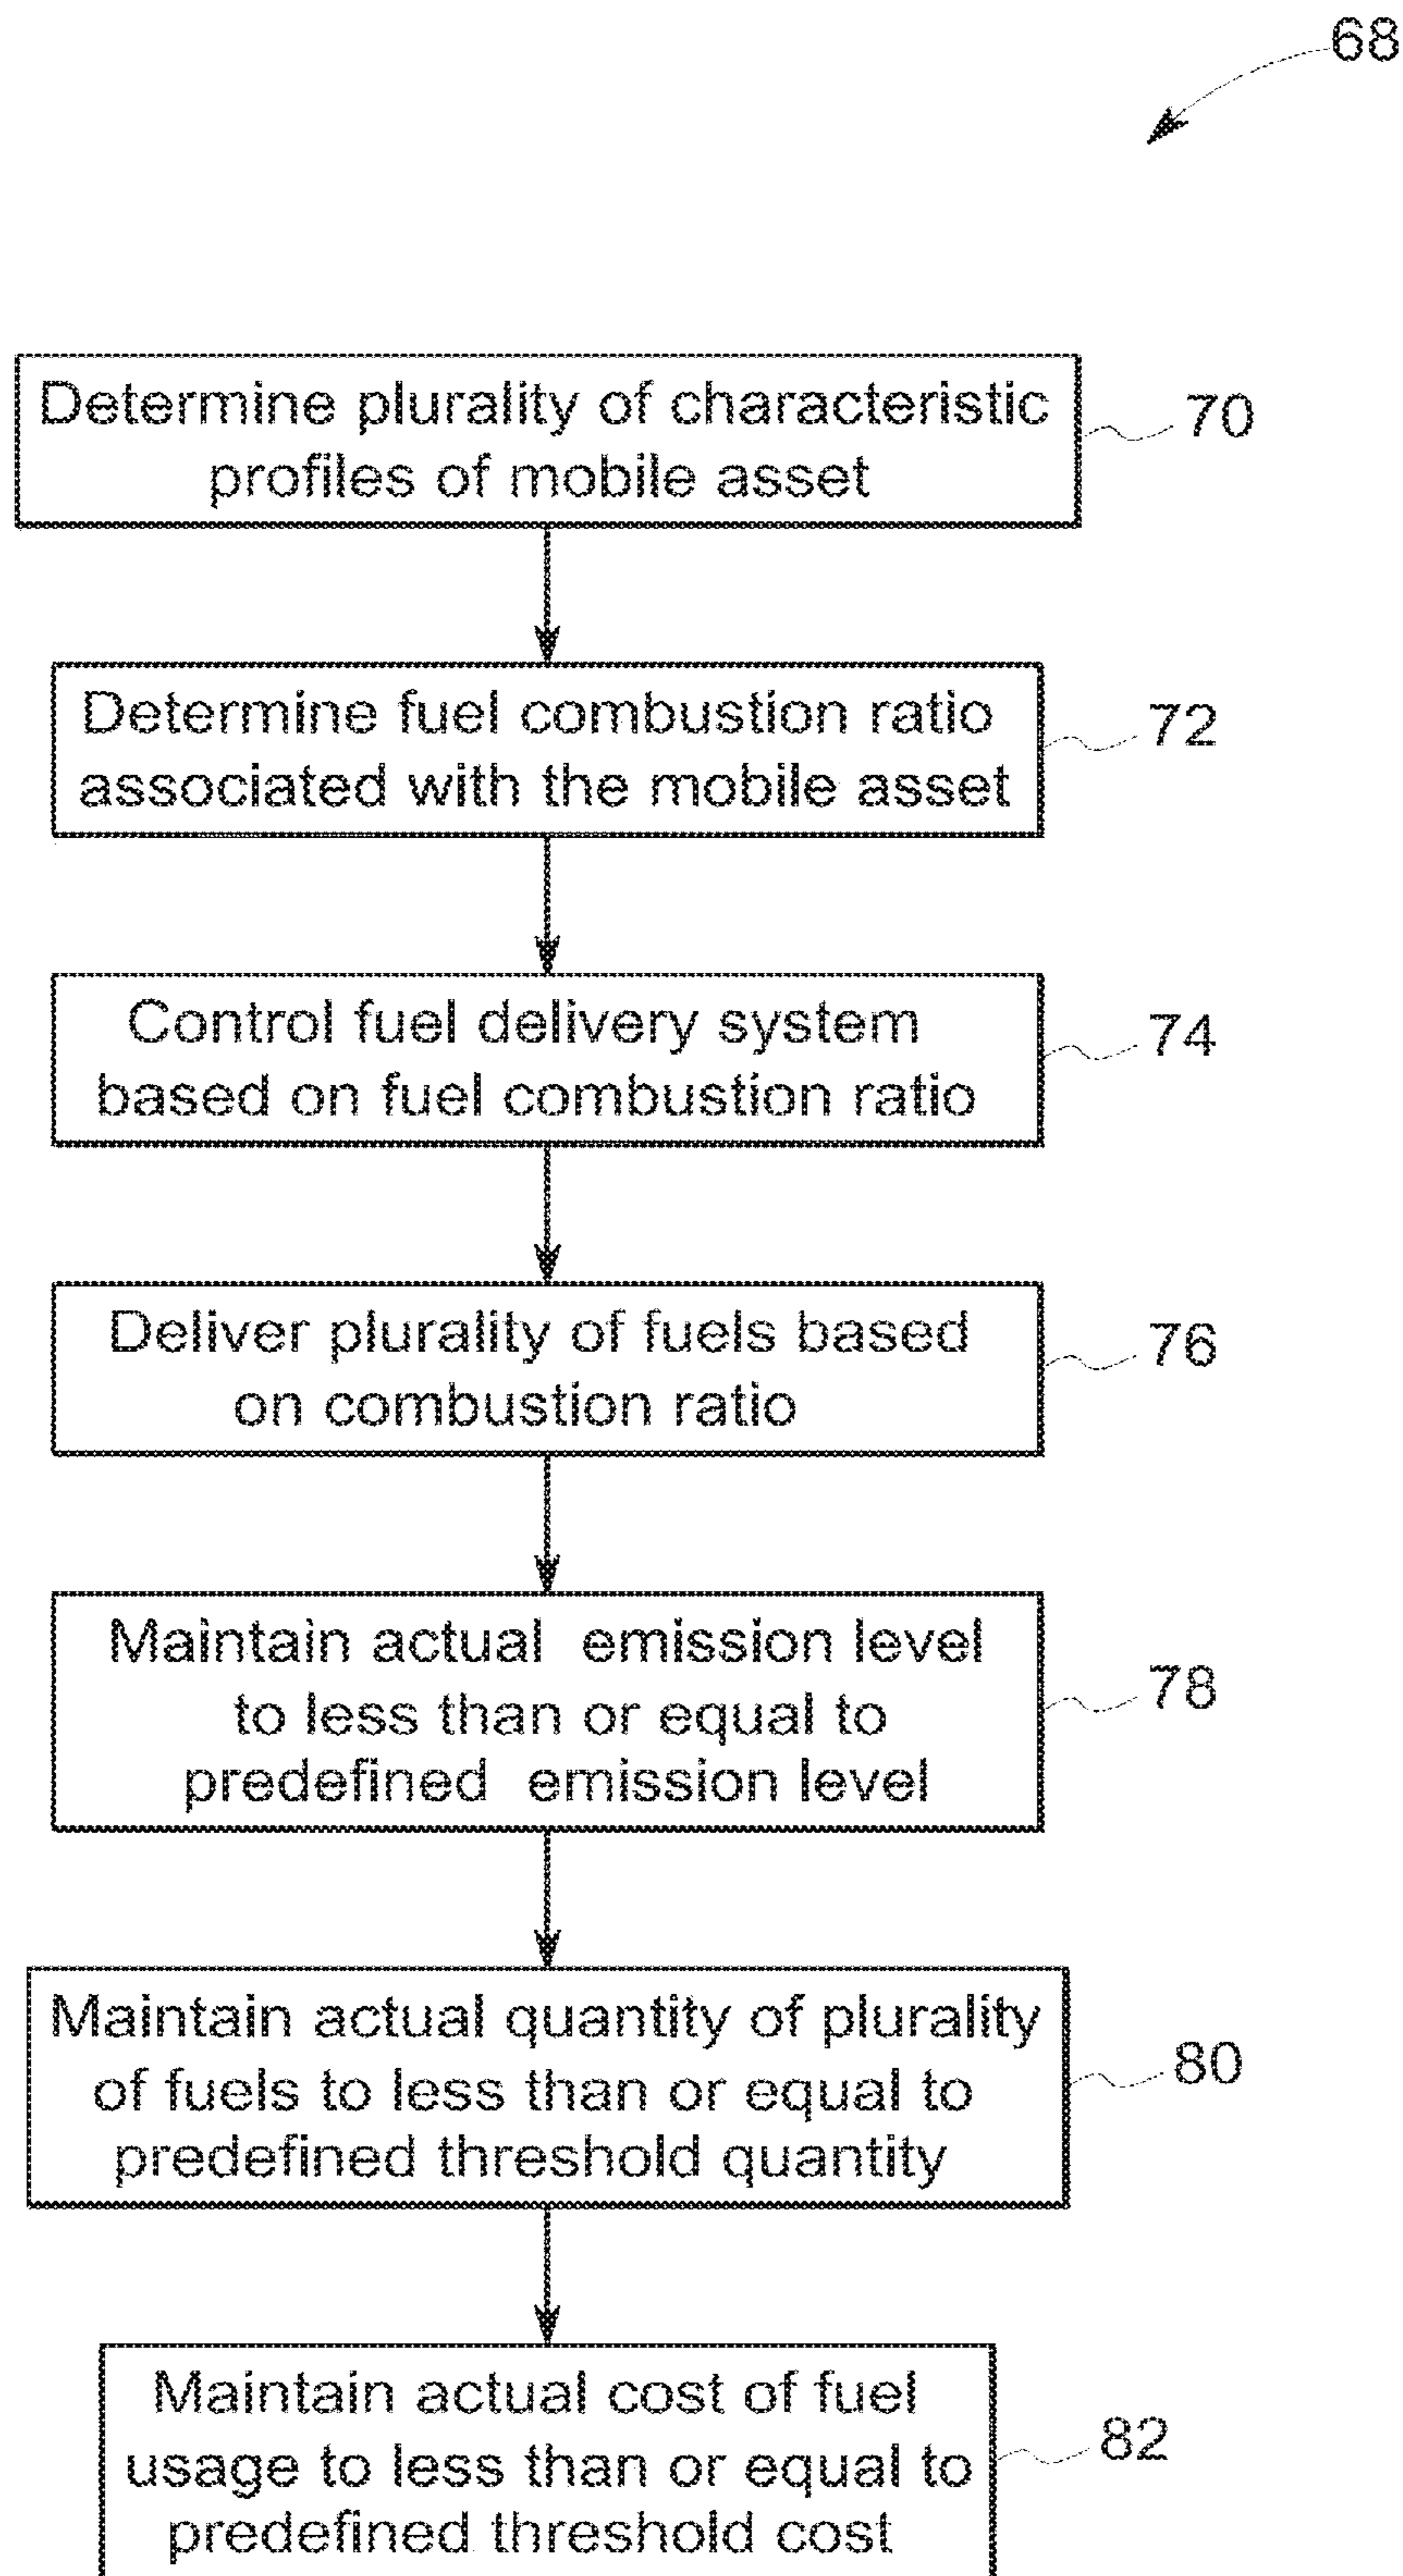 68
Determine plurality of characteristic
profiles of mobile asset
70
Determine fuel combustion ratio
associated with the mobile asset
72
Control fuel delivery system
based on fuel combustion ratio
74
Deliver plurality of fuels based
on combustion ratio
76
Maintain actual emission level
to less than or equal to
predefined emission level
78
Maintain actual quantity of plurality
of fuels to less than or equal to
predefined threshold quantity
80
Maintain actual cost of fuel
usage to less than or equal to
predefined threshold cost
82